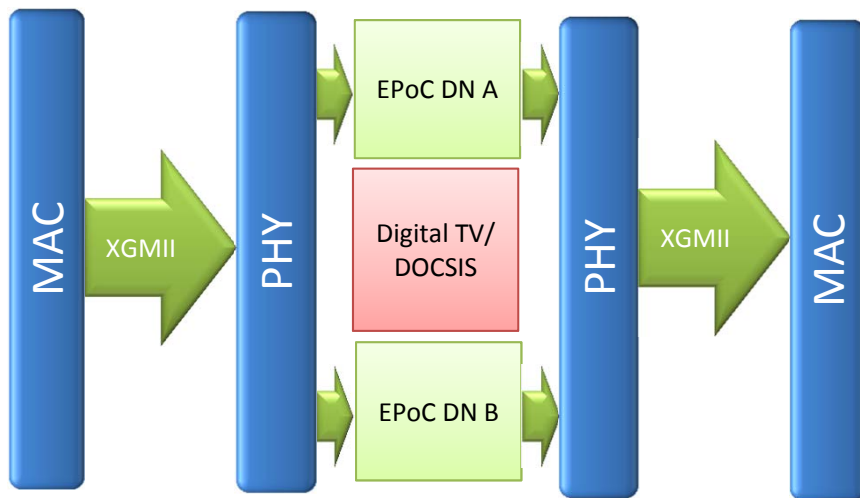 MAC
XGMII
PHY
EPoC DN A
Digital TV/
DOCSIS
EPoC DN B
PHY
XGMII
MAC